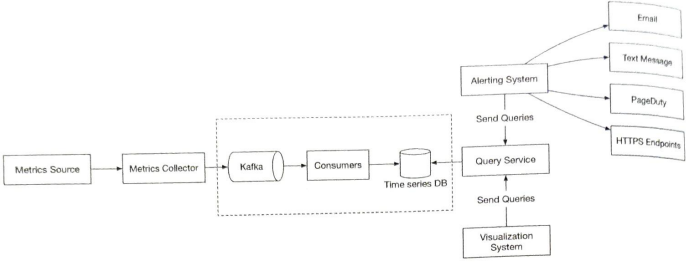 Email
Text Message
Alerting System
PageDuty
Send Queries
HTTPS Endpoints
Metrics Source
Metrics Collector
Kafka
Consumers
Time series DB
Query Service
Send Queries
Visualization
System